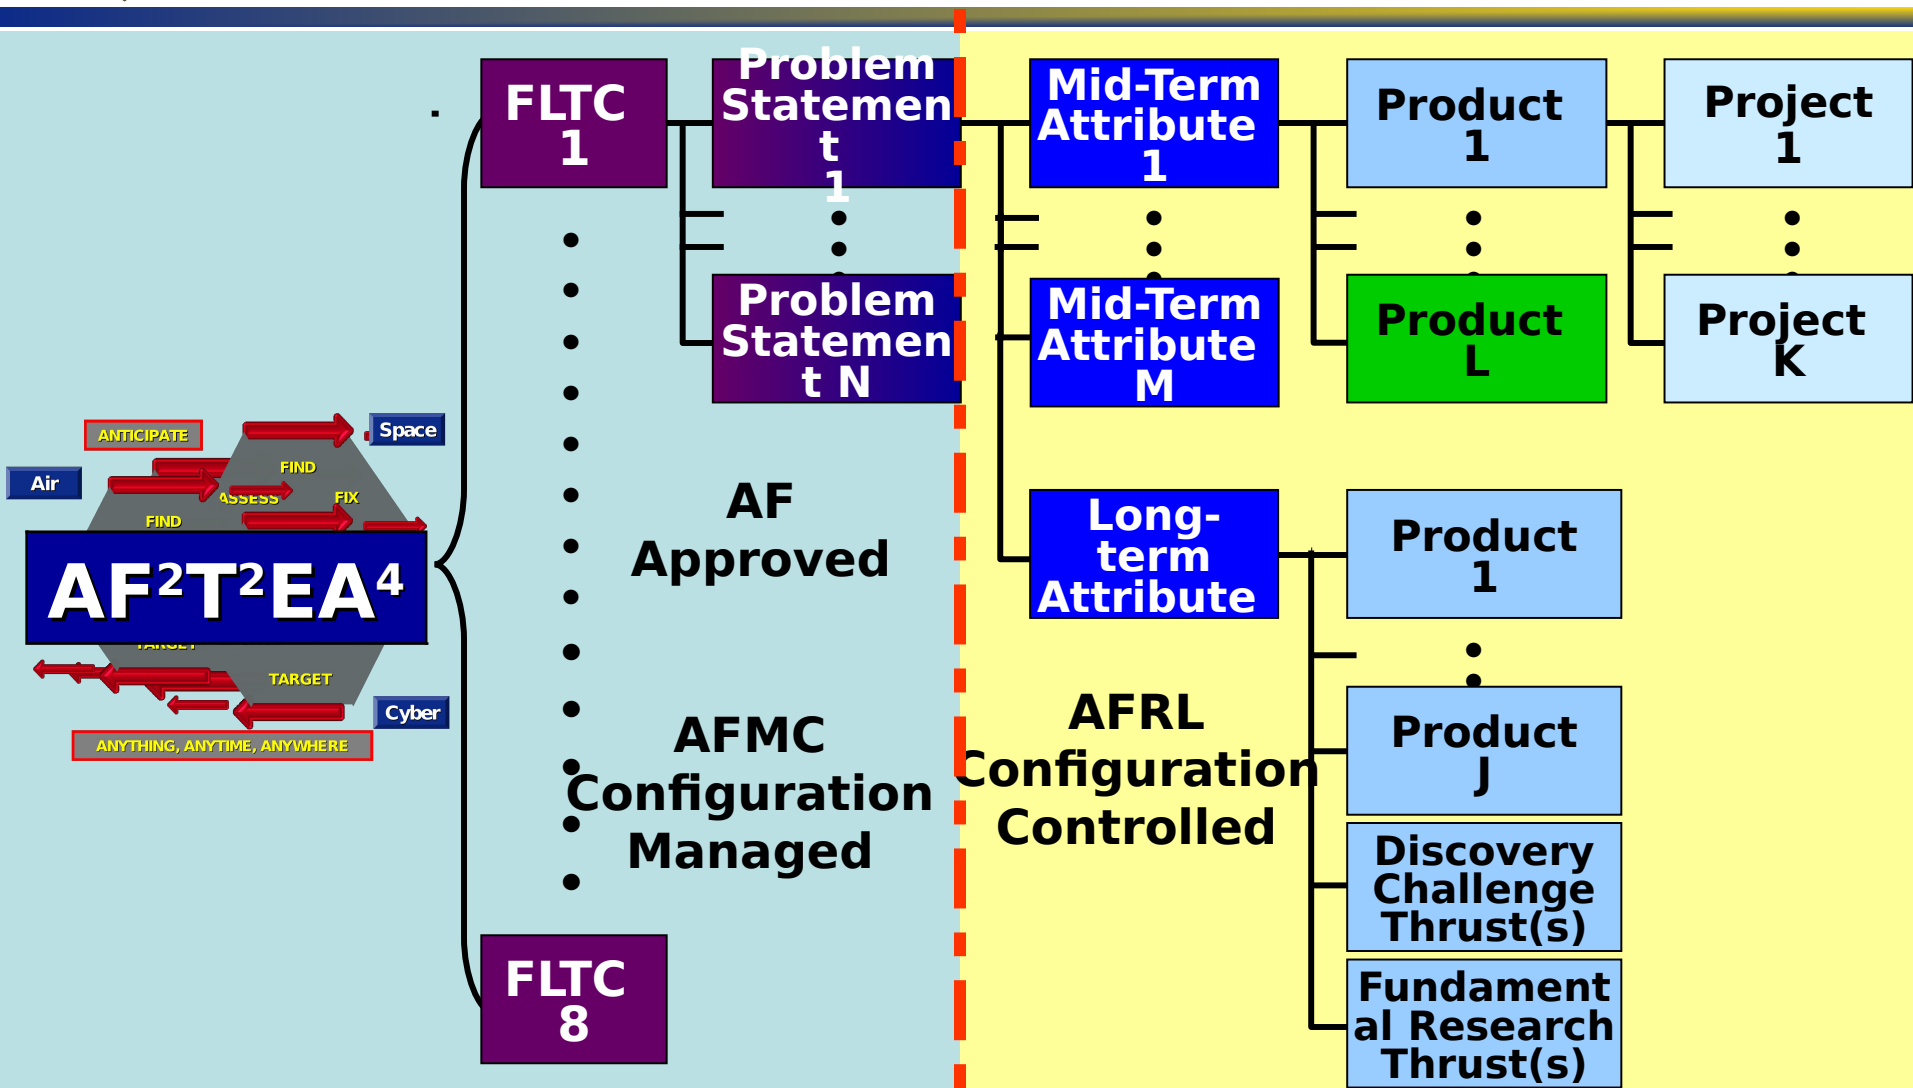 FLTC
1
Problem
Statemen
t
1
Mid-Term
Attribute
1
Product
1
Project
1
Problem
Statemen
t N
Mid-Term
Attribute
M
Product
L
Project
K
ANTICIPATE
Space
Air
FIND
ASSESS
FIX
FIND
AF²T²EA⁴
TARGET
TARGET
Cyber
ANYTHING, ANYTIME, ANYWHERE
AF
Approved
AFMC
Configuration
Managed
FLTC
8
Long-
term
Attribute
Product
1
AFRL
Configuration
Controlled
Product
J
Discovery
Challenge
Thrust(s)
Fundament
al Research
Thrust(s)